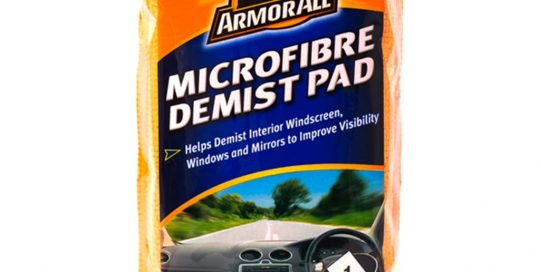 ARMORALL
MICROFIBRE
DEMIST PAD
Helps Demist Interior Windscreen,
Windows and Mirrors to Improve Visibility